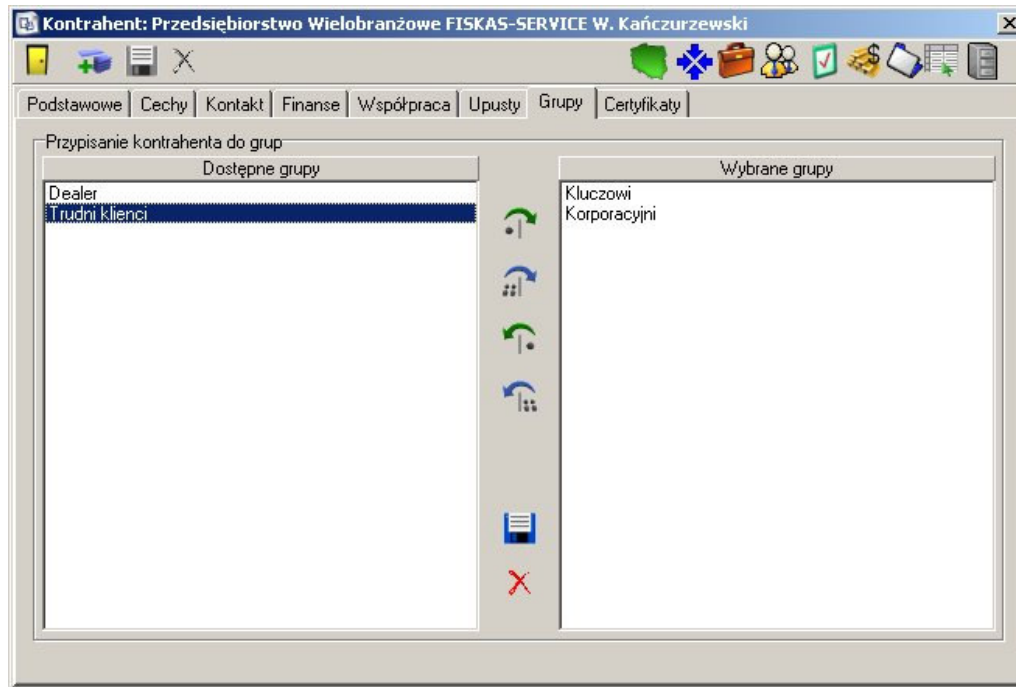 Kontrahent: Przedsiębiorstwo Wielobranżowe FISKAS-SERVICE W. Kańczurzewski
Podstawowe Cechy Kontakt Finanse Współpraca Upusty Grupy Certyfikaty
Przypisanie kontrahenta do grup
Dostępne grupy Wybrane grupy
Dealer Kluczowi
Trudni klienci Korporacyjni